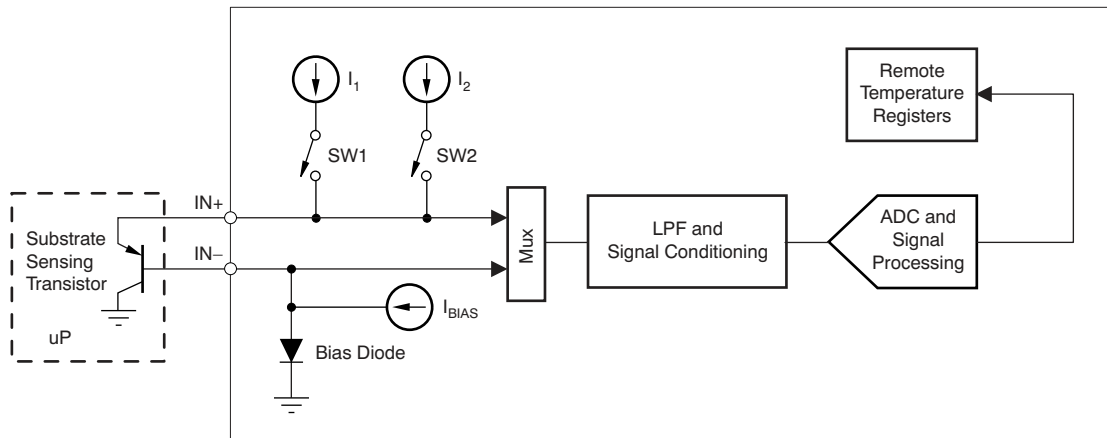 I1
I2
SW1
SW2
Remote
Temperature
Registers
IN+
IN–
Substrate
Sensing
Transistor
uP
IBIAS
Bias Diode
Mux
LPF and
Signal Conditioning
ADC and
Signal
Processing